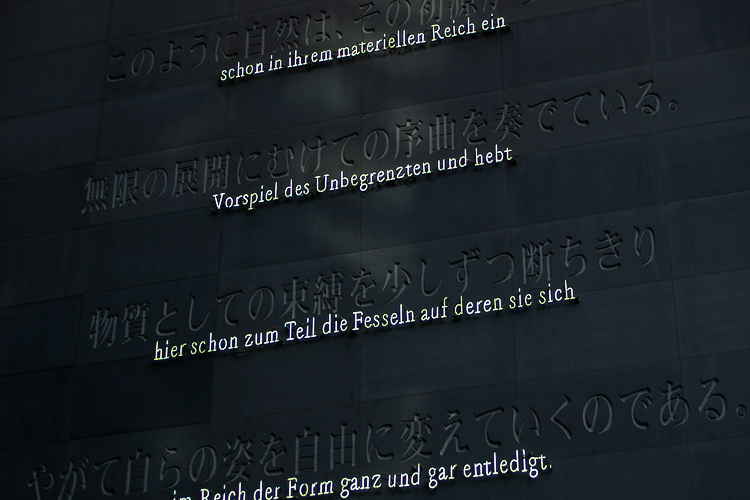 このように自然は、その初源から
schon in ihrem materiellen Reich ein
無限の展開にむけての序曲を奏でている。
Vorspiel des Unbegrenzten und hebt
物質としての束縛を少しずつ断ちきり
hier schon zum Teil die Fesseln auf deren sie sich
やがて自らの姿を自由に変えていくのである。
im Reich der Form ganz und gar entledigt.